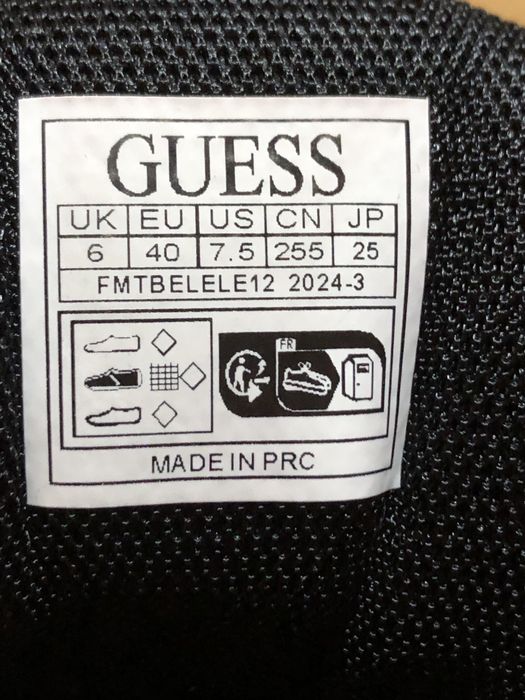 GUESS
UK EU US CN JP
6 40 7.5 255 25
FMTBELELE12 2024-3
FR
MADE IN PRC